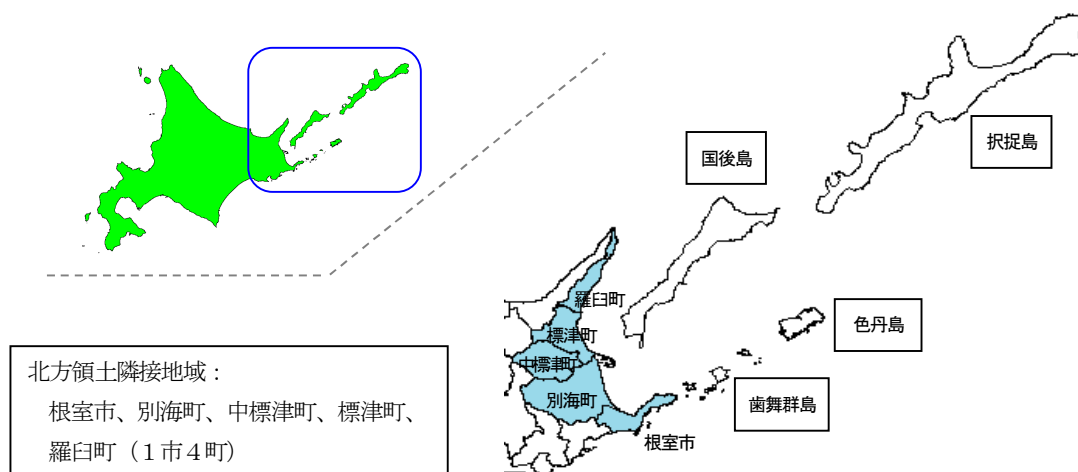 国後島
択捉島
羅臼町
標津町
中標津町
別海町
根室市
色丹島
歯舞群島
北方領土隣接地域：
根室市、別海町、中標津町、標津町、
羅臼町（１市４町）